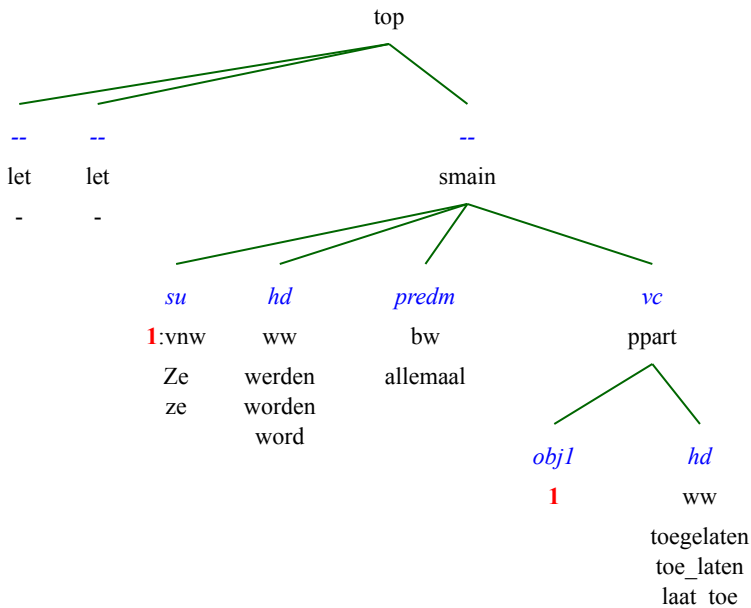 top
-- -- --
let let smain
- -
su hd predm vc
1:vnw ww bw ppart
Ze werden allemaal
ze worden
word
obj1 hd
1 ww
toegelaten
toe_laten
laat_toe